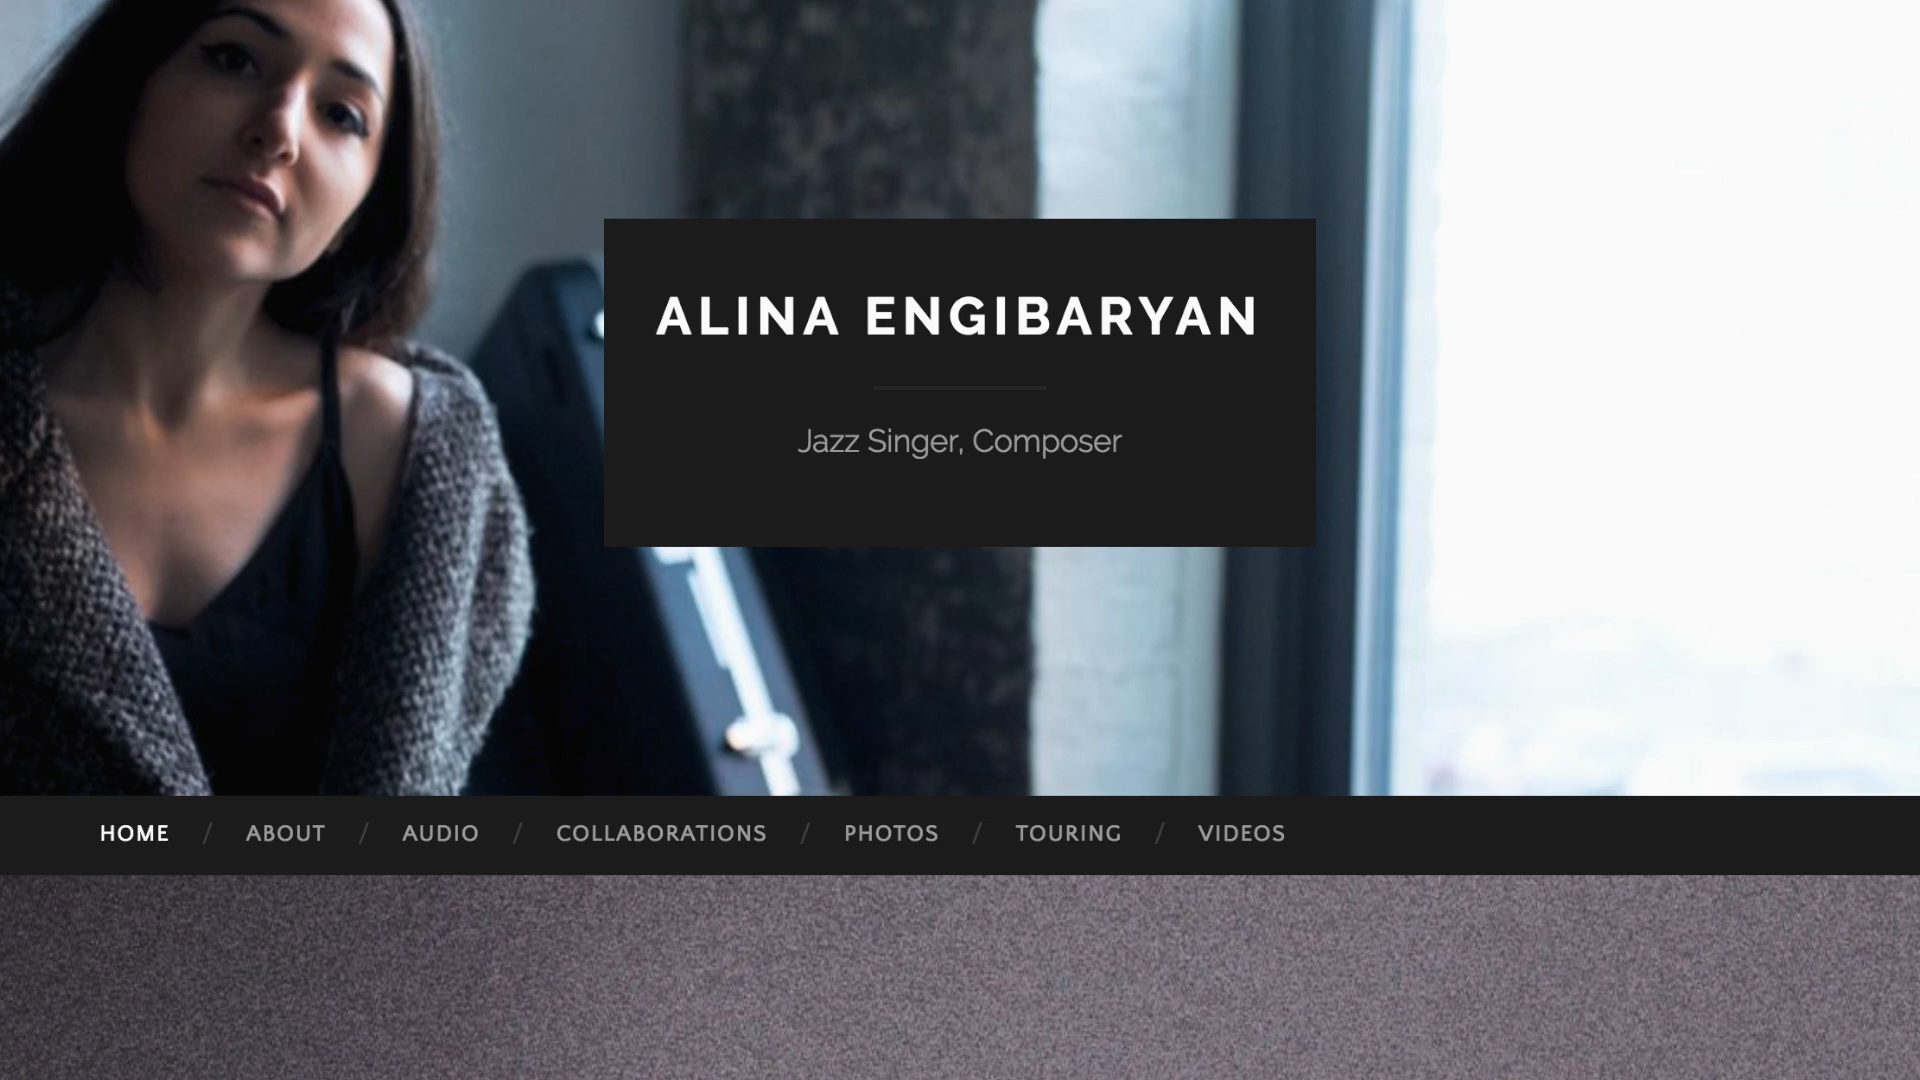 ALINA ENGIBARYAN
Jazz Singer, Composer
HOME / ABOUT / AUDIO / COLLABORATIONS / PHOTOS / TOURING / VIDEOS